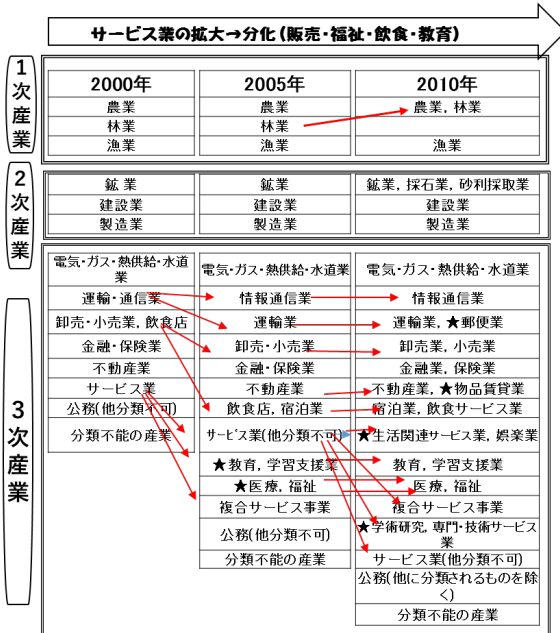 サービス業の拡大→分化(販売・福祉・飲食・教育)
1次産業
2000年 2005年 2010年
農業 農業 農業, 林業
林業 林業
漁業 漁業 漁業
2次産業
鉱業 鉱業 鉱業, 採石業, 砂利採取業
建設業 建設業 建設業
製造業 製造業 製造業
3次産業
電気・ガス・熱供給・水道業 電気・ガス・熱供給・水道業 電気・ガス・熱供給・水道業
運輸・通信業 情報通信業 情報通信業
卸売・小売業, 飲食店 運輸業 運輸業, ★郵便業
金融・保険業 卸売・小売業 卸売業, 小売業
不動産業 金融・保険業 金融業, 保険業
サービス業 不動産業 不動産業, ★物品賃貸業
公務(他分類不可) 飲食店, 宿泊業 宿泊業, 飲食サービス業
分類不能の産業 サービス業(他分類不可) ★生活関連サービス業, 娯楽業
★教育, 学習支援業 教育, 学習支援業
★医療, 福祉 医療, 福祉
複合サービス事業 複合サービス事業
公務(他分類不可) ★学術研究, 専門・技術サービス業
分類不能の産業 サービス業(他分類不可)
公務(他に分類されるものを除く)
分類不能の産業